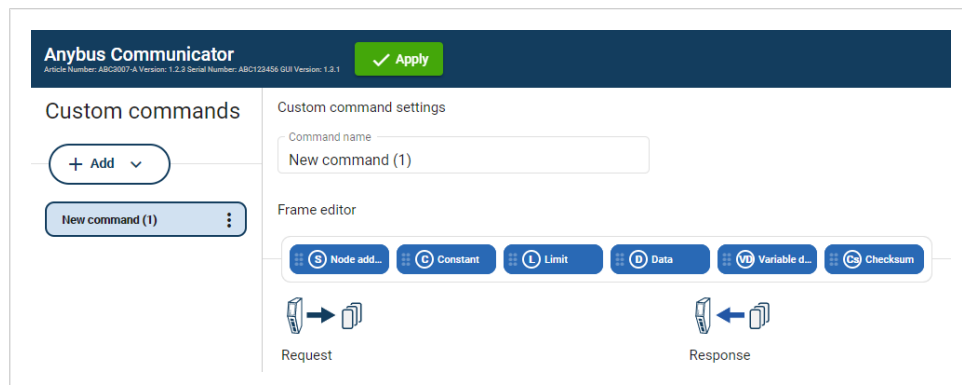 Anybus Communicator
Article Number: ABC3007-A Version: 1.2.3 Serial Number: ABC123456 GUI Version: 1.3.1
Apply
Custom commands
Custom command settings
Command name
New command (1)
Add
New command (1)
Frame editor
S Node add... C Constant L Limit D Data VD Variable d... Cs Checksum
Request Response